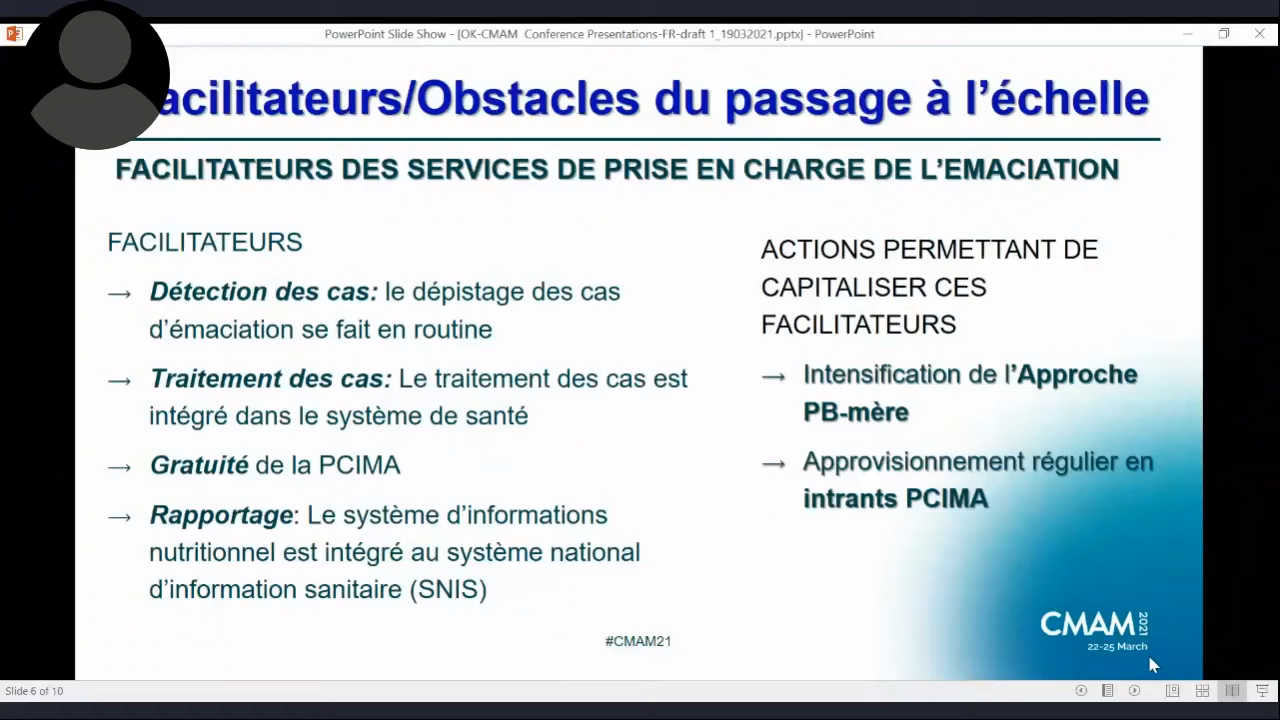 PowerPoint Slide Show - [OK-CMAM Conference Presentations-FR-draft 1_19032021.pptx] - PowerPoint
acilitateurs/Obstacles du passage à l’échelle
FACILITATEURS DES SERVICES DE PRISE EN CHARGE DE L’EMACIATION
FACILITATEURS
→ Détection des cas: le dépistage des cas
d’émaciation se fait en routine
→ Traitement des cas: Le traitement des cas est
intégré dans le système de santé
→ Gratuité de la PCIMA
→ Rapportage: Le système d’informations
nutritionnel est intégré au système national
d’information sanitaire (SNIS)
ACTIONS PERMETTANT DE
CAPITALISER CES
FACILITATEURS
→ Intensification de l’Approche
PB-mère
→ Approvisionnement régulier en
intrants PCIMA
#CMAM21
CMAM 2021
22-25 March
Slide 6 of 10